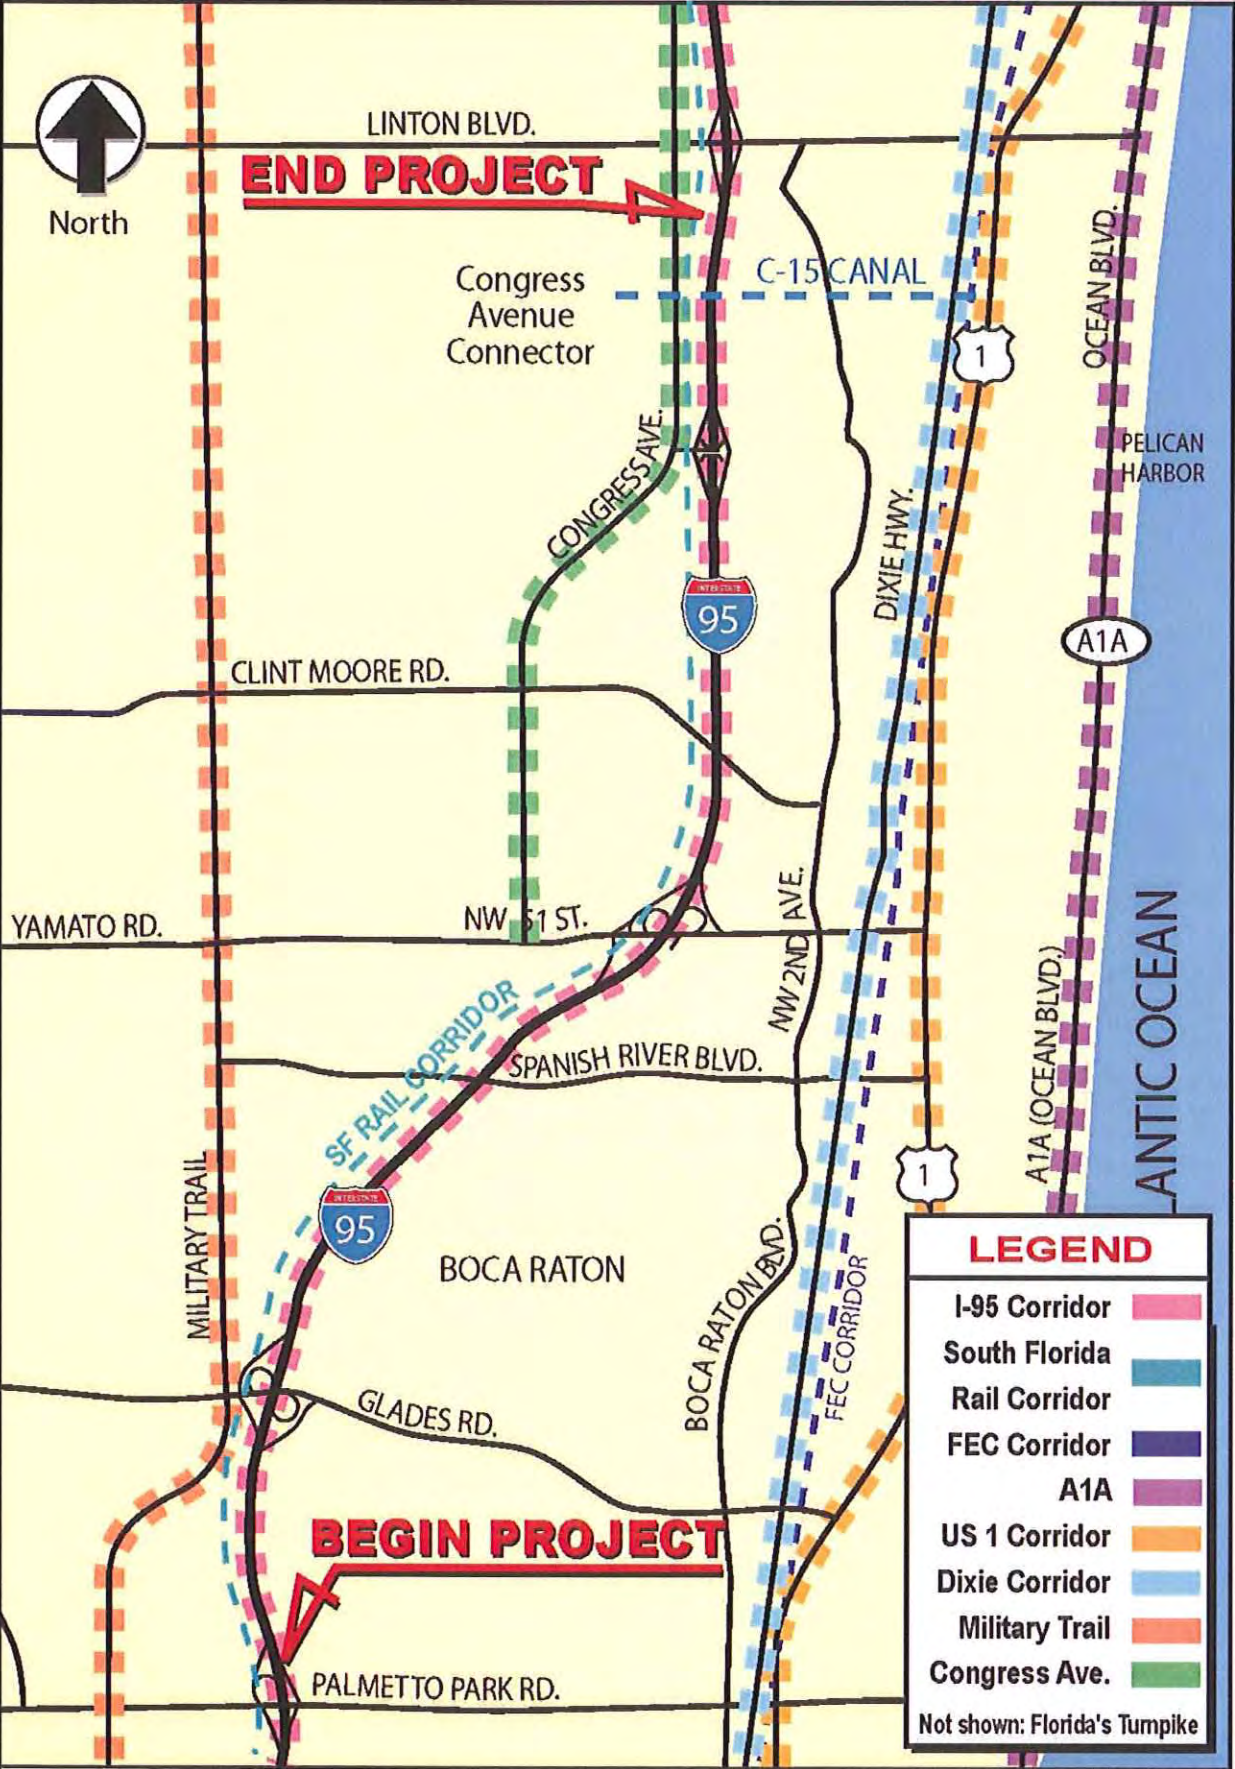 LINTON BLVD.
END PROJECT
North
Congress
Avenue
Connector
C-15 CANAL
OCEAN BLVD.
1
PELICAN
HARBOR
CONGRESS AVE.
DIXIE HWY.
INTERSTATE
95
A1A
CLINT MOORE RD.
YAMATO RD.
NW 51 ST.
NW 2ND AVE.
ANTIC OCEAN
A1A (OCEAN BLVD.)
SF RAIL CORRIDOR
SPANISH RIVER BLVD.
MILITARY TRAIL
1
INTERSTATE
95
BOCA RATON
BOCA RATON BLVD.
FEC CORRIDOR
GLADES RD.
BEGIN PROJECT
PALMETTO PARK RD.
LEGEND
I-95 Corridor
South Florida
Rail Corridor
FEC Corridor
A1A
US 1 Corridor
Dixie Corridor
Military Trail
Congress Ave.
Not shown: Florida's Turnpike